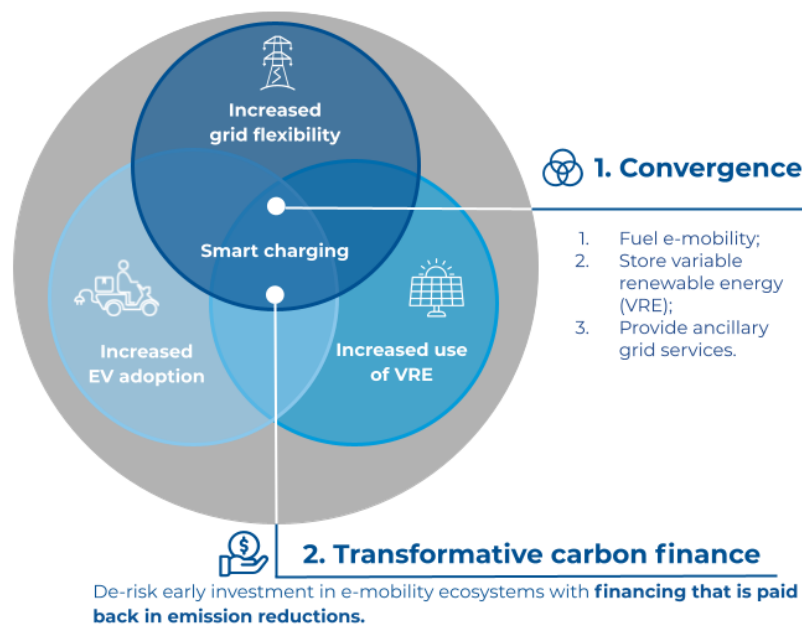 Increased
grid flexibility
1. Convergence
Smart charging
1. Fuel e-mobility;
2. Store variable
renewable energy
(VRE);
3. Provide ancillary
grid services.
Increased
EV adoption
Increased use
of VRE
$
2. Transformative carbon finance
De-risk early investment in e-mobility ecosystems with financing that is paid
back in emission reductions.